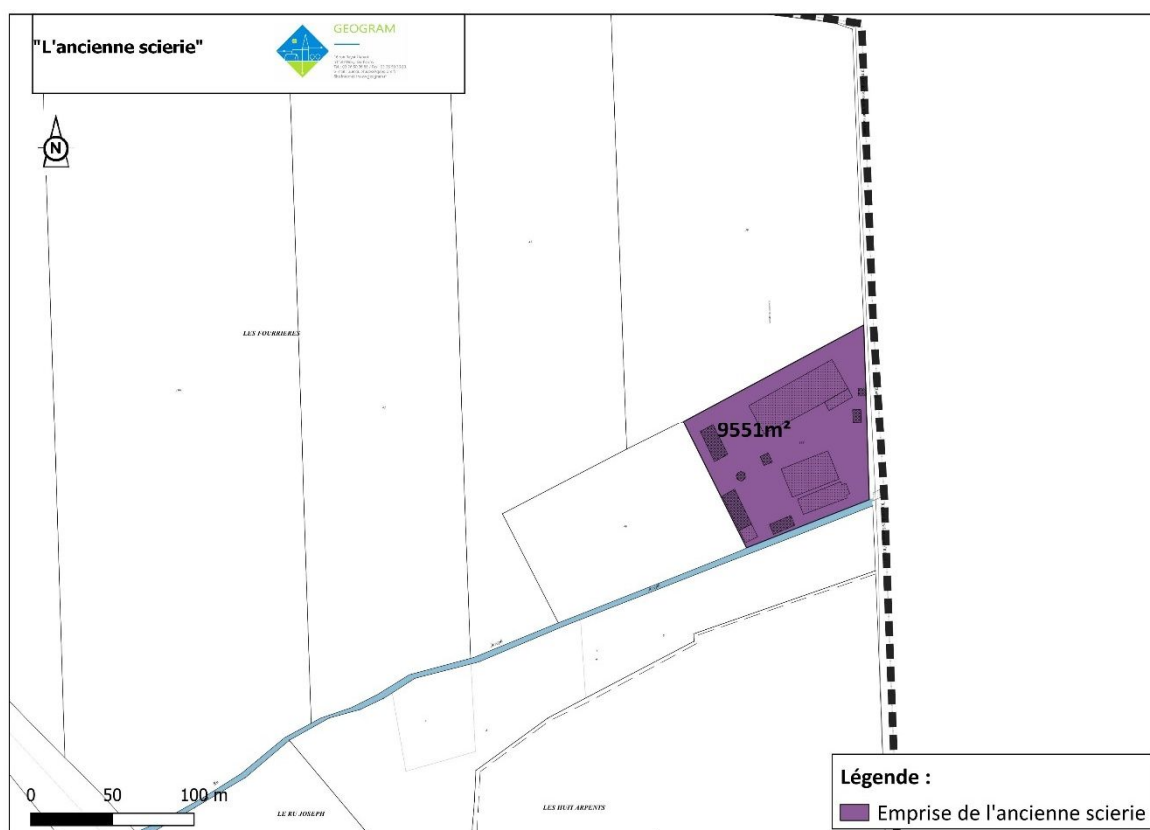 "L'ancienne scierie"
GEOGRAM
N
LES FOURRIERES
9551m²
0 50 100 m
LE RU JOSEPH
LES HUIT ARPENTS
Légende :
Emprise de l'ancienne scierie